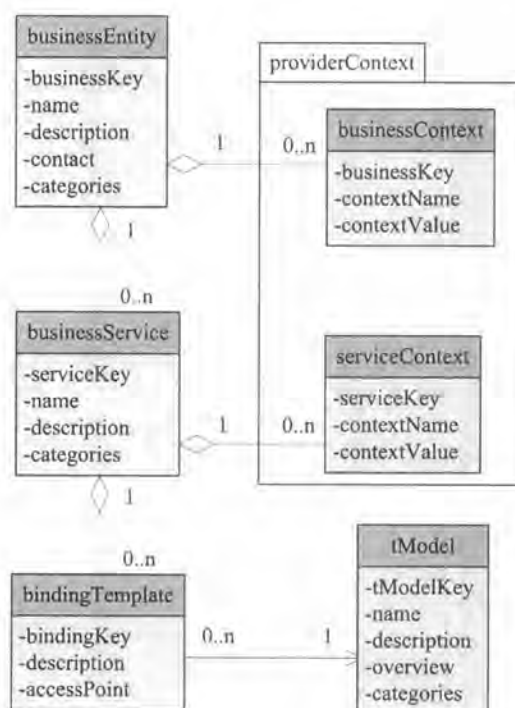 businessEntity
-businessKey
-name
-description
-contact
-categories
providerContext
businessContext
-businessKey
-contextName
-contextValue
1
0..n
1
0..n
businessService
-serviceKey
-name
-description
-categories
serviceContext
-serviceKey
-contextName
-contextValue
1
0..n
1
0..n
bindingTemplate
-bindingKey
-description
-accessPoint
0..n
1
tModel
-tModelKey
-name
-description
-overview
-categories